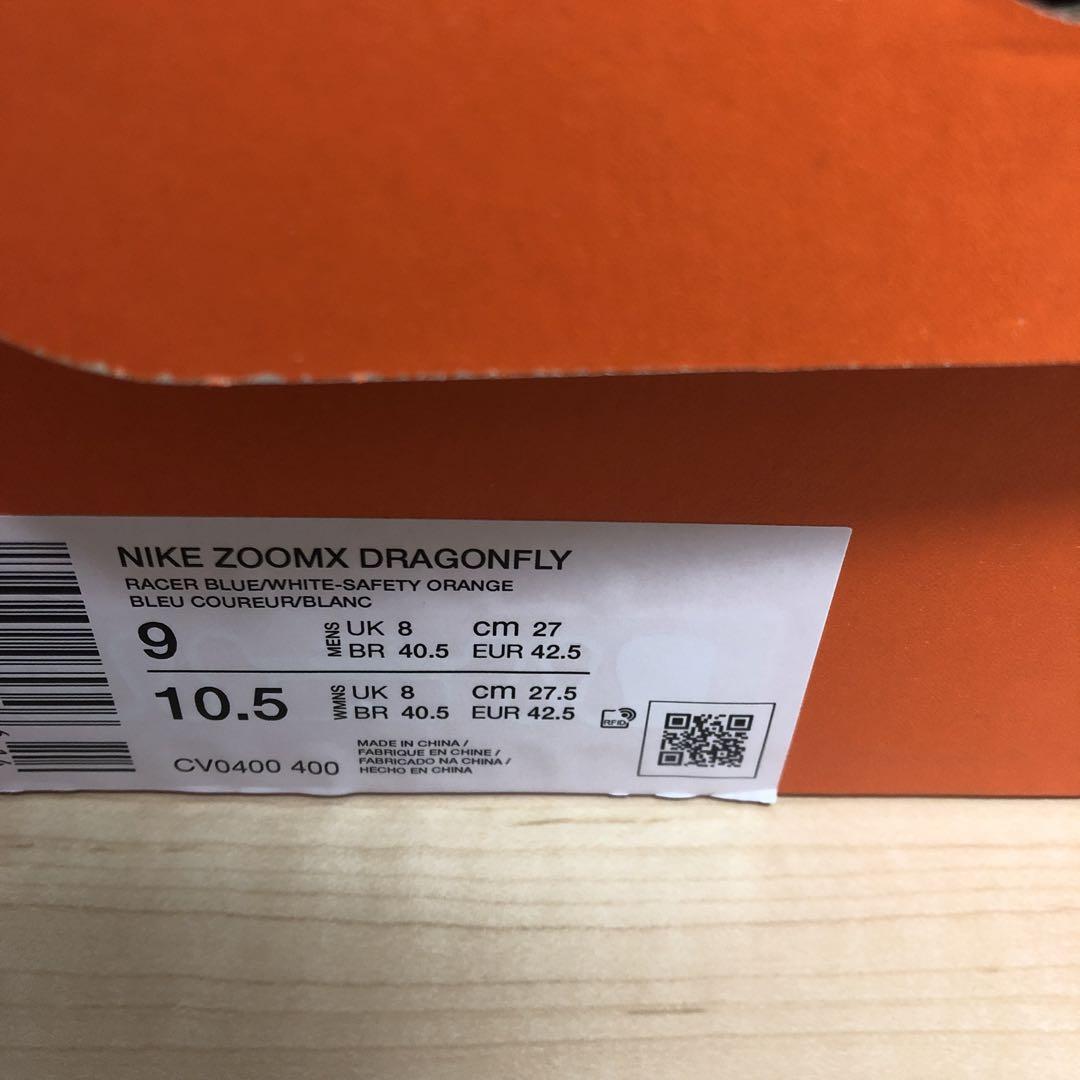 NIKE ZOOMX DRAGONFLY
RACER BLUE/WHITE-SAFETY ORANGE
BLEU COUREUR/BLANC
9 MENS UK 8 cm 27
BR 40.5 EUR 42.5
10.5 WMNS UK 8 cm 27.5
BR 40.5 EUR 42.5
RFID
MADE IN CHINA /
FABRIQUE EN CHINE /
FABRICADO NA CHINA /
HECHO EN CHINA
CV0400 400